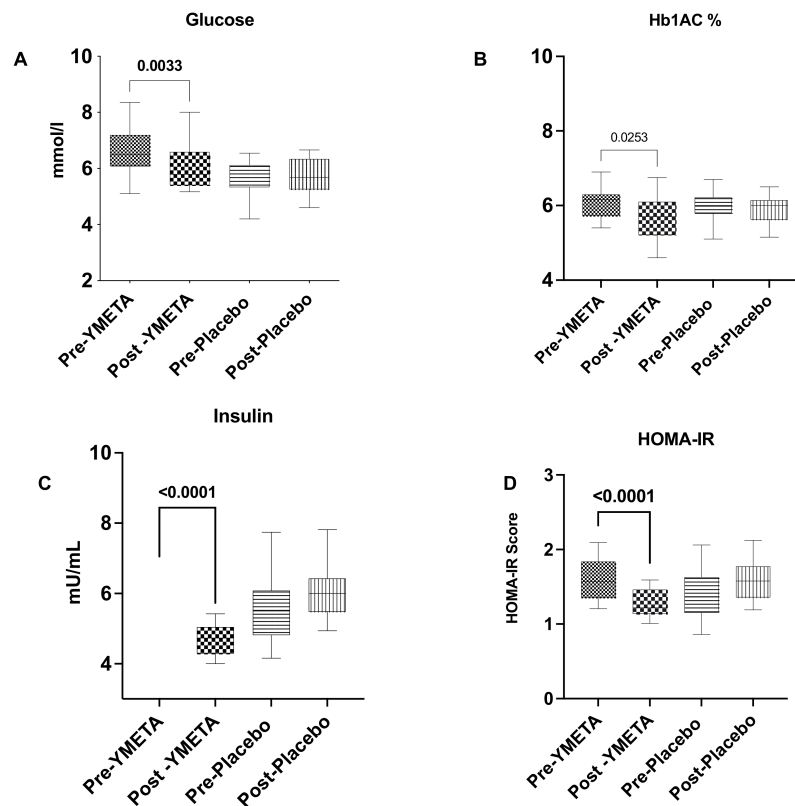 Glucose
A
10
8
6
4
2
mmol/l
0.0033
Pre-YMETA
Post -YMETA
Pre-Placebo
Post-Placebo
Hb1AC %
B
10
8
6
4
0.0253
Pre-YMETA
Post -YMETA
Pre-Placebo
Post-Placebo
Insulin
C
10
8
6
4
mU/mL
<0.0001
Pre-YMETA
Post -YMETA
Pre-Placebo
Post-Placebo
HOMA-IR
D
3
2
1
0
HOMA-IR Score
<0.0001
Pre-YMETA
Post -YMETA
Pre-Placebo
Post-Placebo